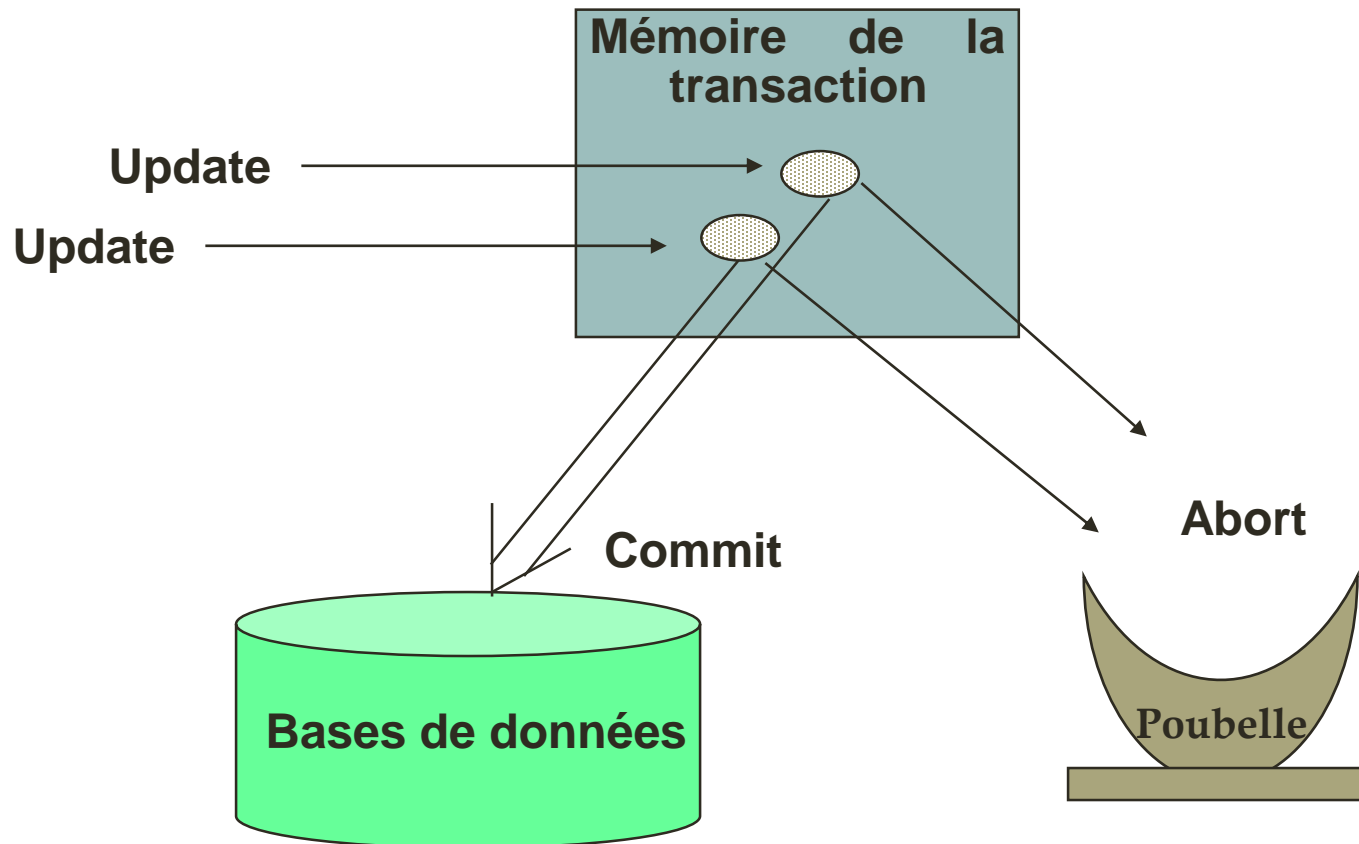 Mémoire de la
transaction
Update
Update
Commit
Abort
Bases de données
Poubelle